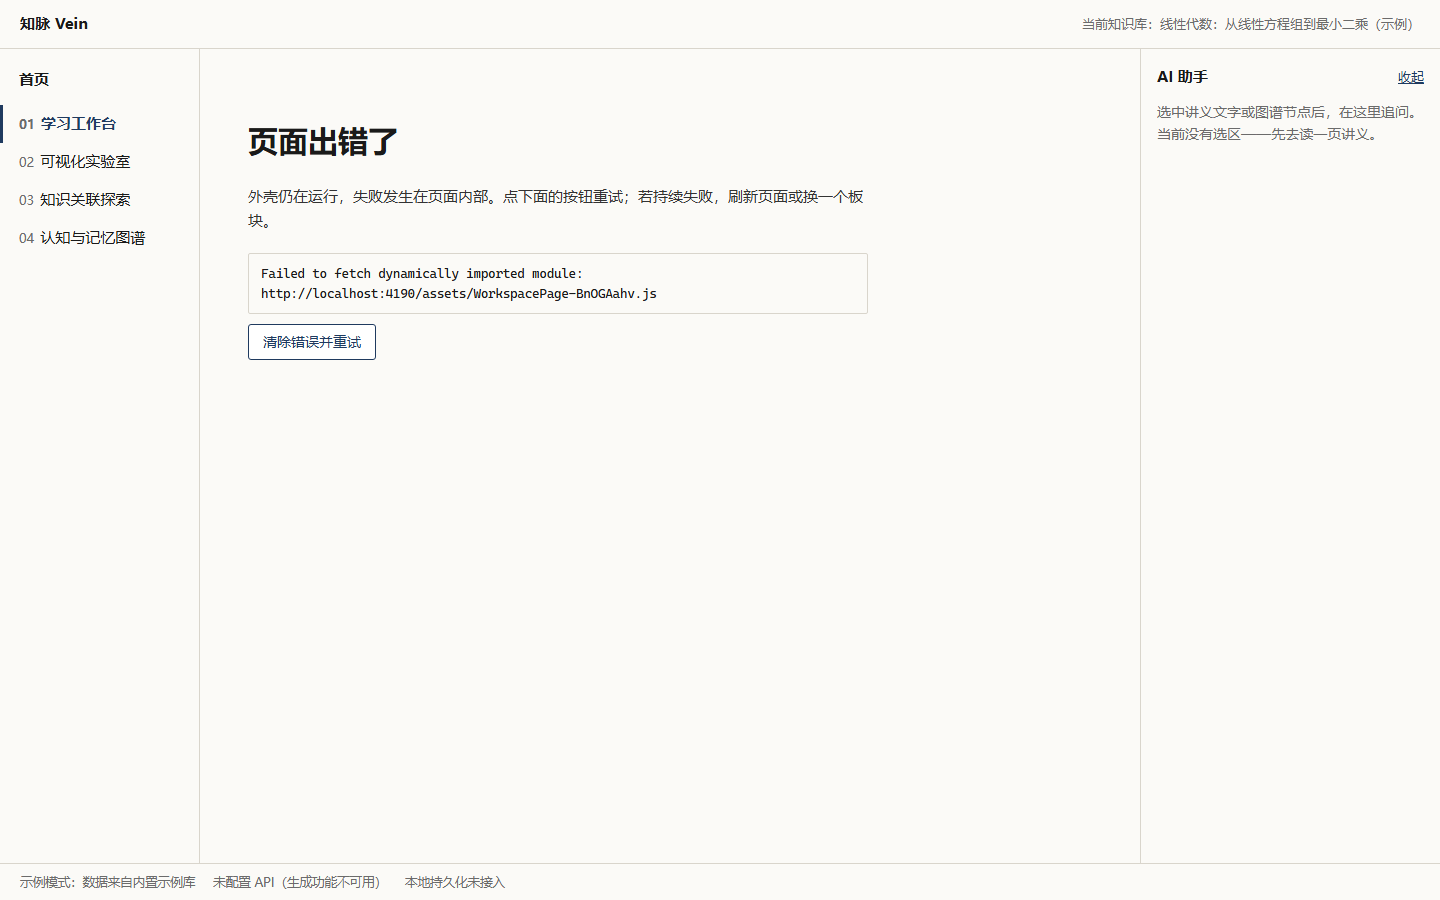 知脉 Vein
当前知识库：线性代数：从线性方程组到最小二乘（示例）
首页
01 学习工作台
02 可视化实验室
03 知识关联探索
04 认知与记忆图谱
页面出错了
外壳仍在运行，失败发生在页面内部。点下面的按钮重试；若持续失败，刷新页面或换一个板
块。
Failed to fetch dynamically imported module:
http://localhost:4190/assets/WorkspacePage-BnOGAahv.js
清除错误并重试
AI 助手
收起
选中讲义文字或图谱节点后，在这里追问。
当前没有选区——先去读一页讲义。
示例模式：数据来自内置示例库
未配置 API（生成功能不可用）
本地持久化未接入